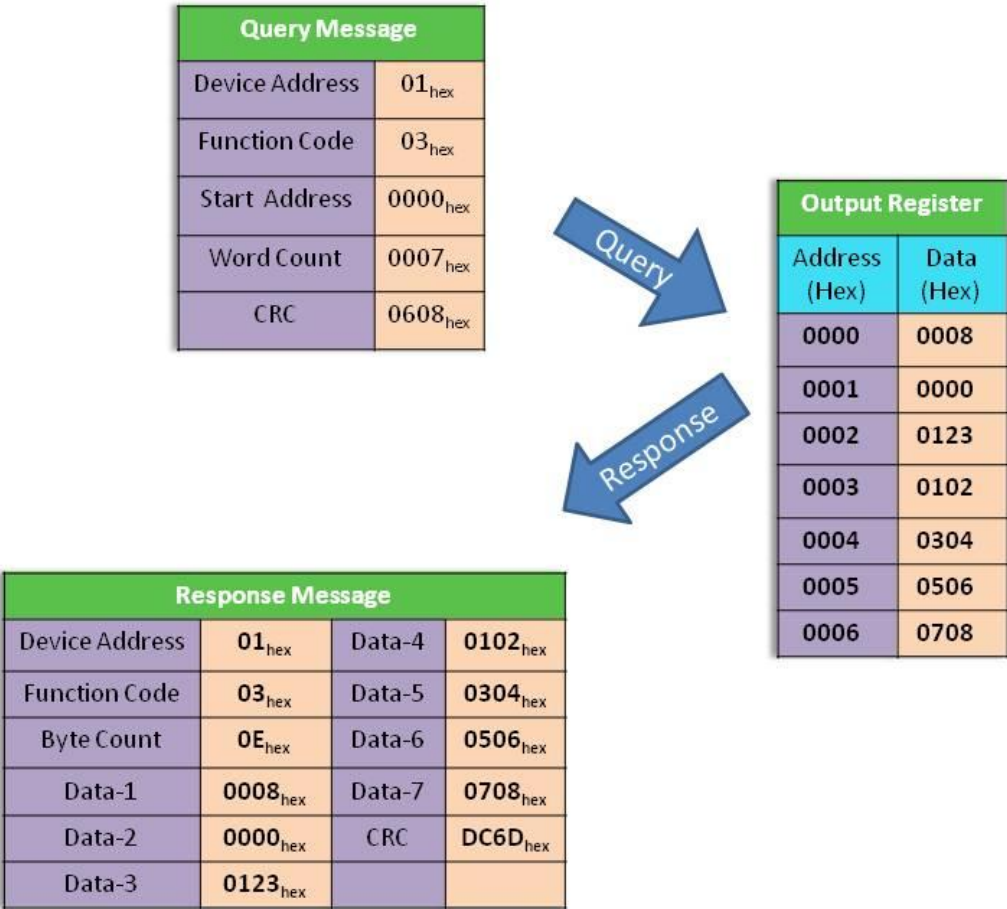 Query Message
Device Address 01hex
Function Code 03hex
Start Address 0000hex
Word Count 0007hex
CRC 0608hex
Query
Response
Output Register
Address (Hex) Data (Hex)
0000 0008
0001 0000
0002 0123
0003 0102
0004 0304
0005 0506
0006 0708
Response Message
Device Address 01hex Data-4 0102hex
Function Code 03hex Data-5 0304hex
Byte Count 0Ehex Data-6 0506hex
Data-1 0008hex Data-7 0708hex
Data-2 0000hex CRC DC6Dhex
Data-3 0123hex